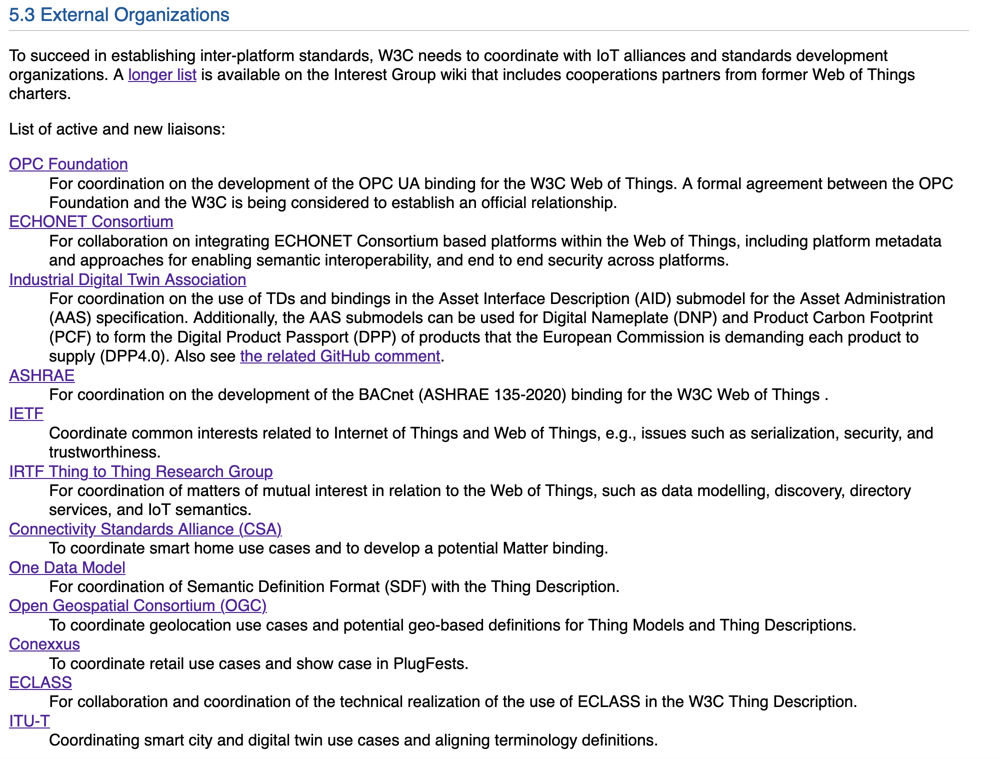 5.3 External Organizations
To succeed in establishing inter-platform standards, W3C needs to coordinate with IoT alliances and standards development
organizations. A longer list is available on the Interest Group wiki that includes cooperations partners from former Web of Things
charters.
List of active and new liaisons:
OPC Foundation
For coordination on the development of the OPC UA binding for the W3C Web of Things. A formal agreement between the OPC
Foundation and the W3C is being considered to establish an official relationship.
ECHONET Consortium
For collaboration on integrating ECHONET Consortium based platforms within the Web of Things, including platform metadata
and approaches for enabling semantic interoperability, and end to end security across platforms.
Industrial Digital Twin Association
For coordination on the use of TDs and bindings in the Asset Interface Description (AID) submodel for the Asset Administration
(AAS) specification. Additionally, the AAS submodels can be used for Digital Nameplate (DNP) and Product Carbon Footprint
(PCF) to form the Digital Product Passport (DPP) of products that the European Commission is demanding each product to
supply (DPP4.0). Also see the related GitHub comment.
ASHRAE
For coordination on the development of the BACnet (ASHRAE 135-2020) binding for the W3C Web of Things .
IETF
Coordinate common interests related to Internet of Things and Web of Things, e.g., issues such as serialization, security, and
trustworthiness.
IRTF Thing to Thing Research Group
For coordination of matters of mutual interest in relation to the Web of Things, such as data modelling, discovery, directory
services, and IoT semantics.
Connectivity Standards Alliance (CSA)
To coordinate smart home use cases and to develop a potential Matter binding.
One Data Model
For coordination of Semantic Definition Format (SDF) with the Thing Description.
Open Geospatial Consortium (OGC)
To coordinate geolocation use cases and potential geo-based definitions for Thing Models and Thing Descriptions.
Conexxus
To coordinate retail use cases and show case in PlugFests.
ECLASS
For collaboration and coordination of the technical realization of the use of ECLASS in the W3C Thing Description.
ITU-T
Coordinating smart city and digital twin use cases and aligning terminology definitions.